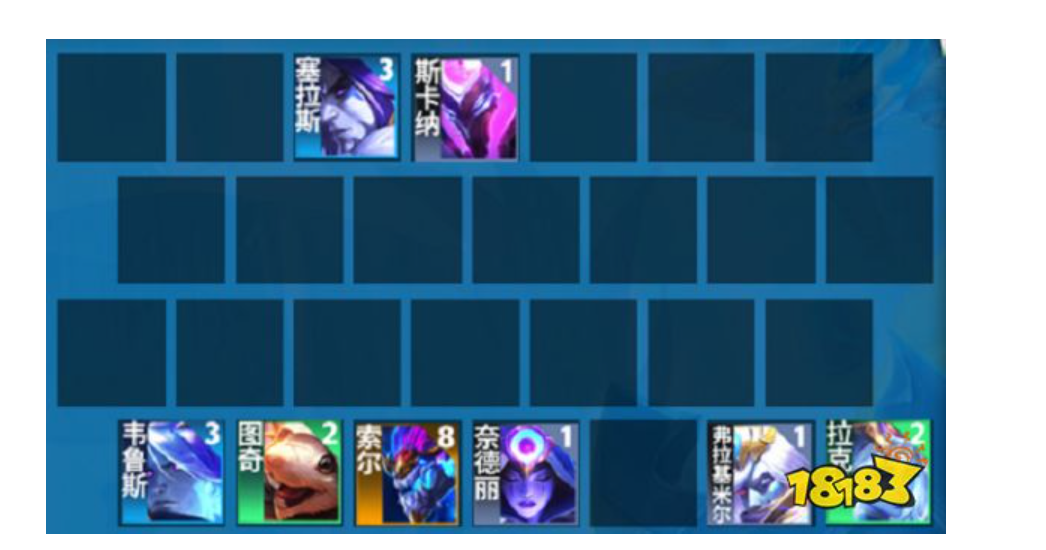 塞拉斯 3
斯卡纳 1
韦鲁斯 3
图奇 2
索尔 8
奈德丽 1
弗拉基米尔 1
拉克 2
18183